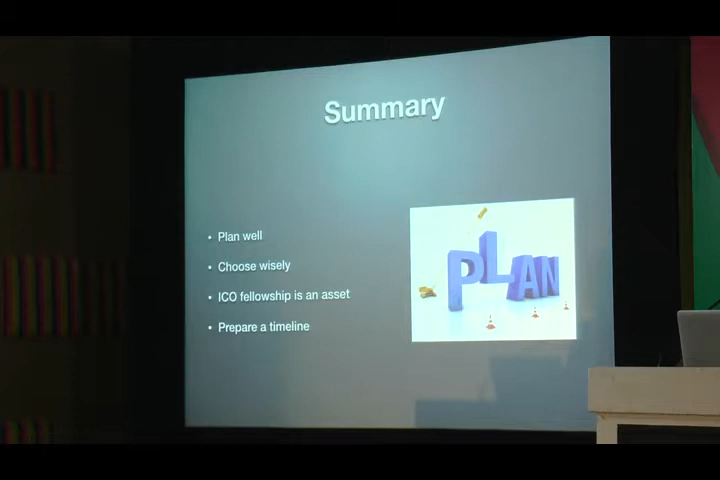 Summary
• Plan well
• Choose wisely
• ICO fellowship is an asset
• Prepare a timeline
PLAN